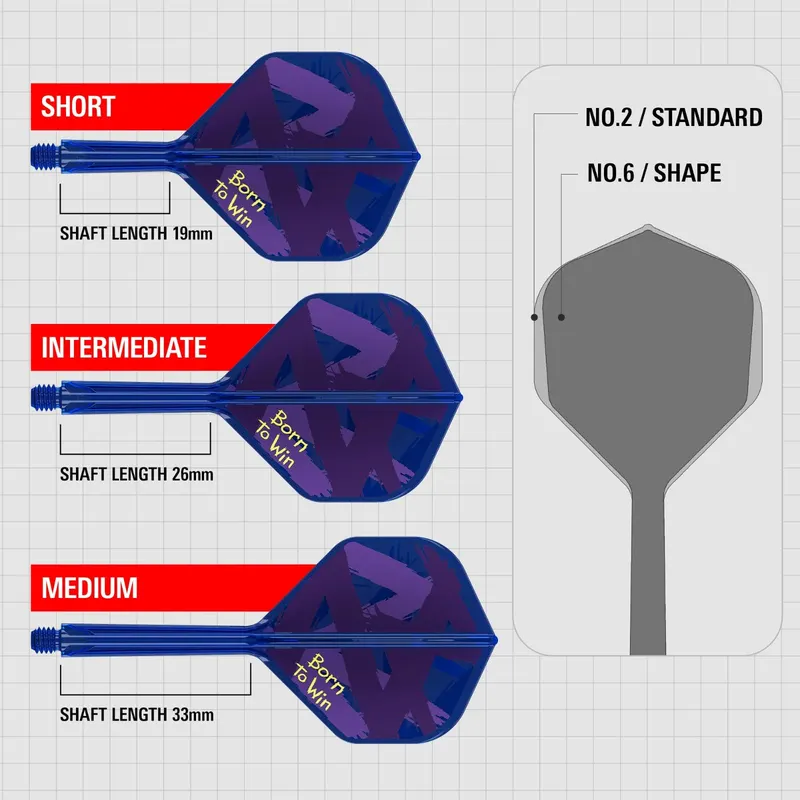 SHORT
Born
To Win
SHAFT LENGTH 19mm
INTERMEDIATE
Born
To Win
SHAFT LENGTH 26mm
MEDIUM
Born
To Win
SHAFT LENGTH 33mm
NO.2 / STANDARD
NO.6 / SHAPE